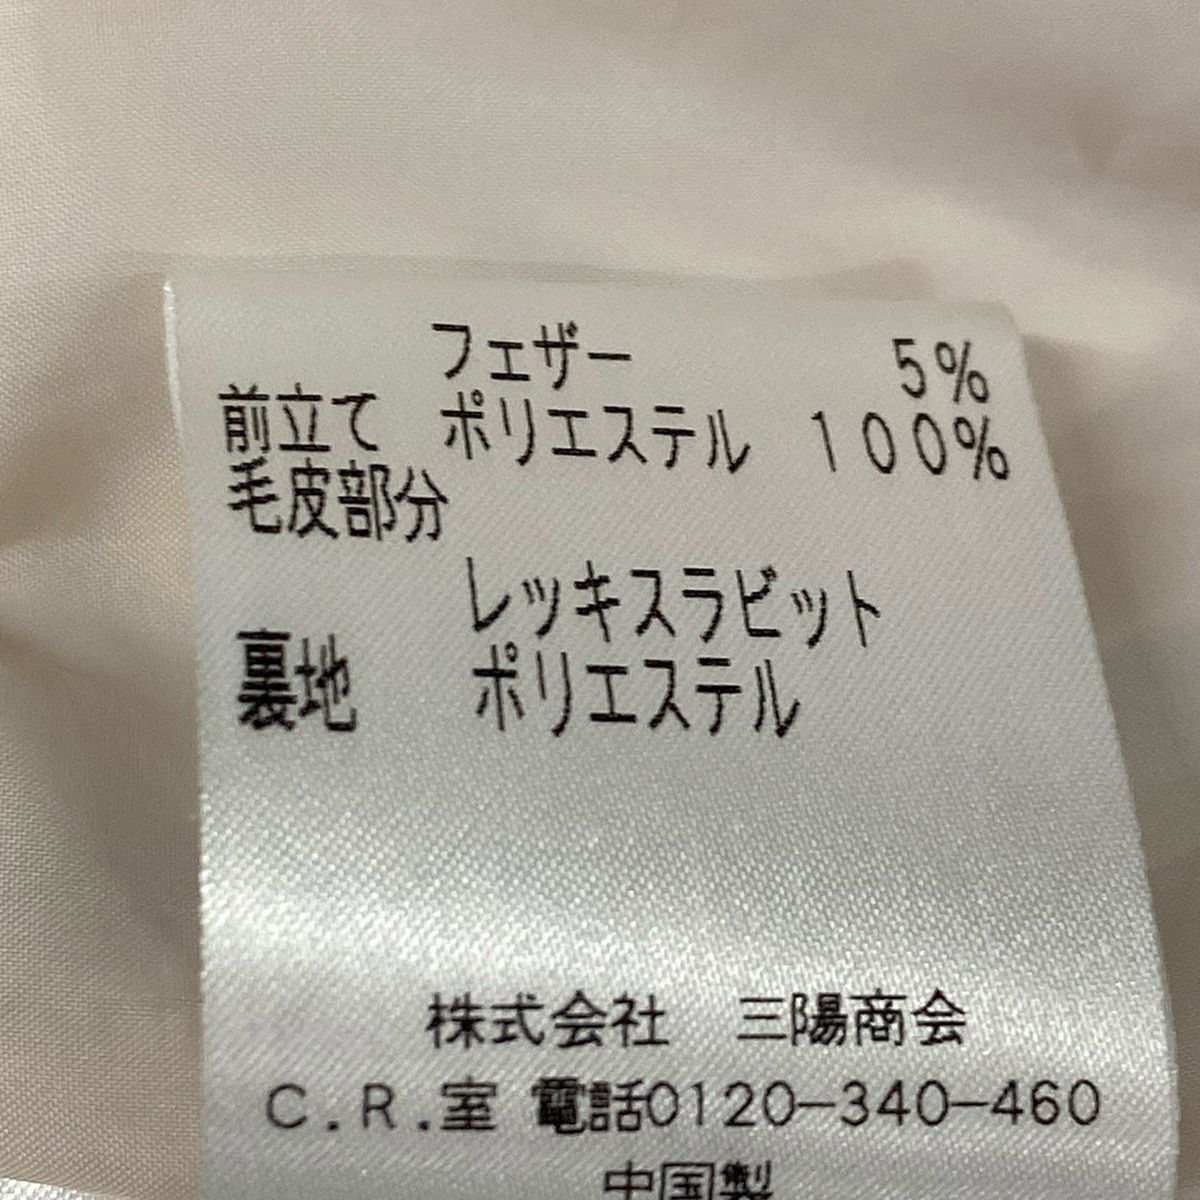 フェザー 5%
前立て ポリエステル 100%
毛皮部分
レッキスラビット
裏地 ポリエステル
株式会社 三陽商会
C.R.室 電話0120-340-460
中国製